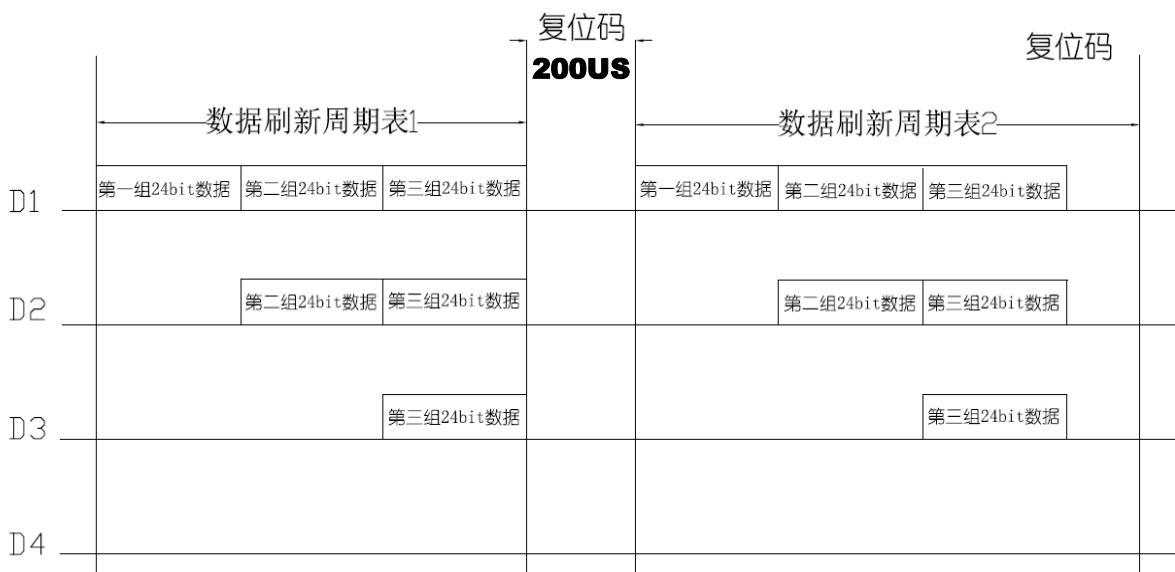 复位码
200US
复位码
数据刷新周期表1
数据刷新周期表2
D1
第一组24bit数据 第二组24bit数据 第三组24bit数据
第一组24bit数据 第二组24bit数据 第三组24bit数据
D2
第二组24bit数据 第三组24bit数据
第二组24bit数据 第三组24bit数据
D3
第三组24bit数据
第三组24bit数据
D4